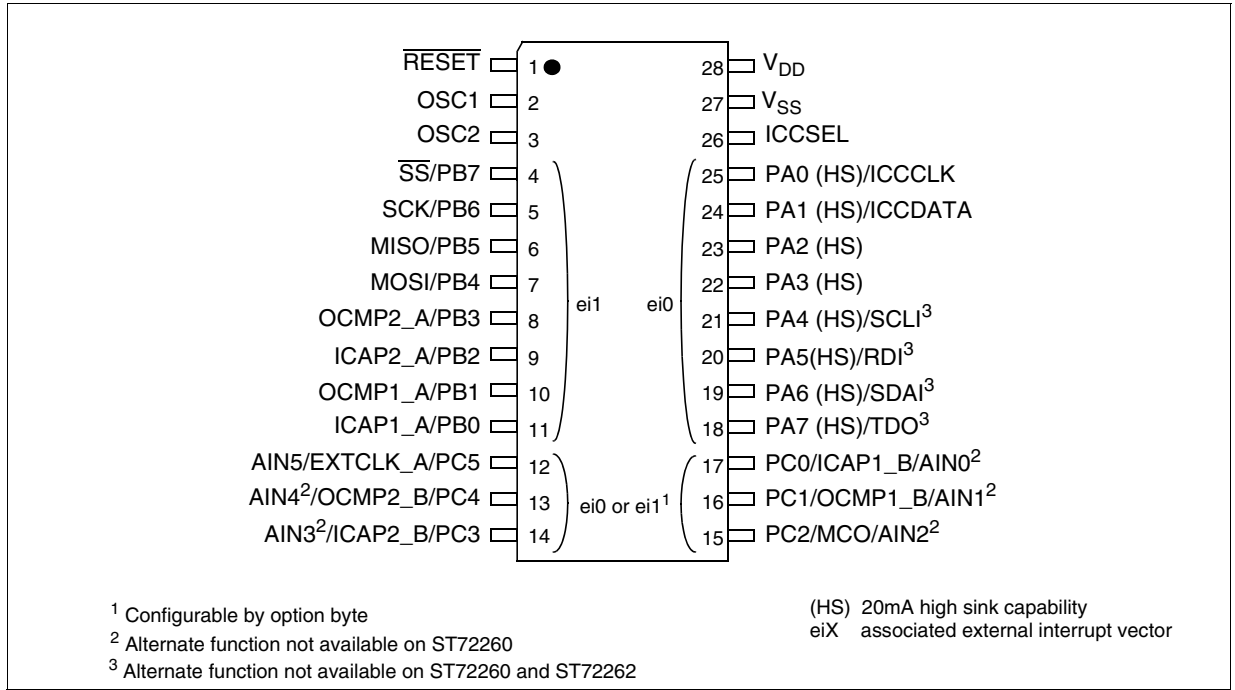 RESET 1 28 VDD
OSC1 2 27 VSS
OSC2 3 26 ICCSEL
SS/PB7 4 25 PA0 (HS)/ICCCLK
SCK/PB6 5 24 PA1 (HS)/ICCDATA
MISO/PB5 6 23 PA2 (HS)
MOSI/PB4 7 22 PA3 (HS)
ei1 ei0
OCMP2_A/PB3 8 21 PA4 (HS)/SCLI3
ICAP2_A/PB2 9 20 PA5(HS)/RDI3
OCMP1_A/PB1 10 19 PA6 (HS)/SDAI3
ICAP1_A/PB0 11 18 PA7 (HS)/TDO3
AIN5/EXTCLK_A/PC5 12 17 PC0/ICAP1_B/AIN02
AIN42/OCMP2_B/PC4 13 ei0 or ei11 16 PC1/OCMP1_B/AIN12
AIN32/ICAP2_B/PC3 14 15 PC2/MCO/AIN22
1 Configurable by option byte
2 Alternate function not available on ST72260
3 Alternate function not available on ST72260 and ST72262
(HS) 20mA high sink capability
eiX associated external interrupt vector